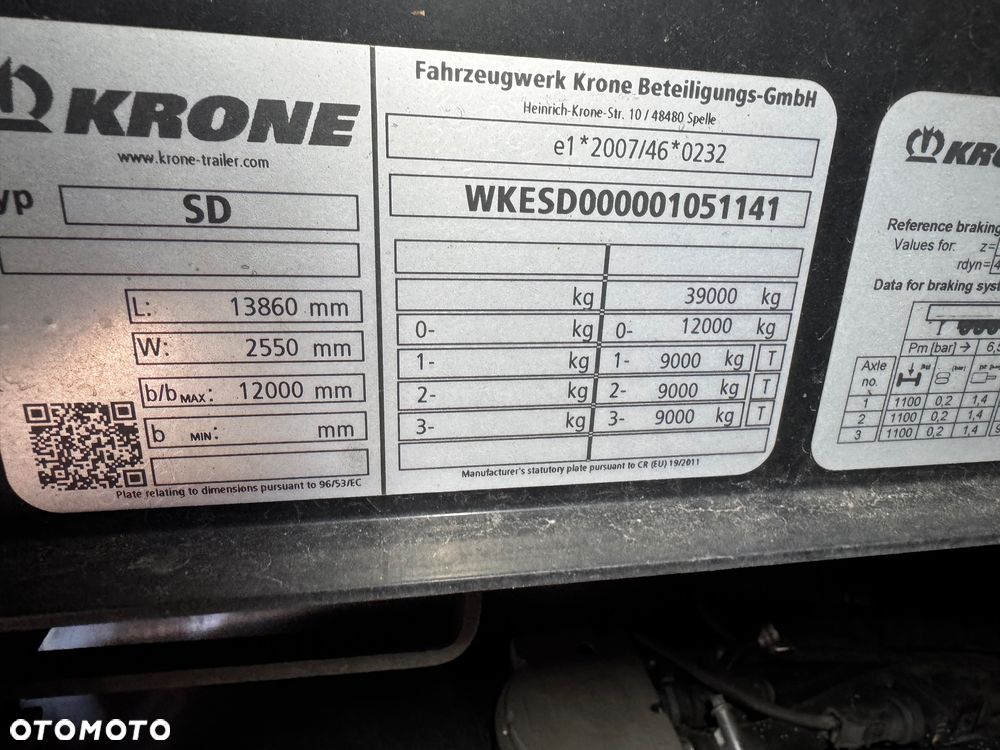 KRONE
www.krone-trailer.com
yp SD
L: 13860 mm
W: 2550 mm
b/b MAX: 12000 mm
b MIN: mm
Plate relating to dimensions pursuant to 96/53/EC
Fahrzeugwerk Krone Beteiligungs-GmbH
Heinrich-Krone-Str. 10 / 48480 Spelle
e1*2007/46*0232
WKESD000001051141
kg 39000 kg
0- kg 0- 12000 kg
1- kg 1- 9000 kg T
2- kg 2- 9000 kg T
3- kg 3- 9000 kg T
Manufacturer's statutory plate pursuant to CR (EU) 19/2011
KRO
Reference braking
Values for: z=
rdyn=4
Data for braking syst
Pm [bar] → 6,5
Axle
no.
1 1100 0,2 1,4
2 1100 0,2 1,4
3 1100 0,2 1,4 9
OTOMOTO